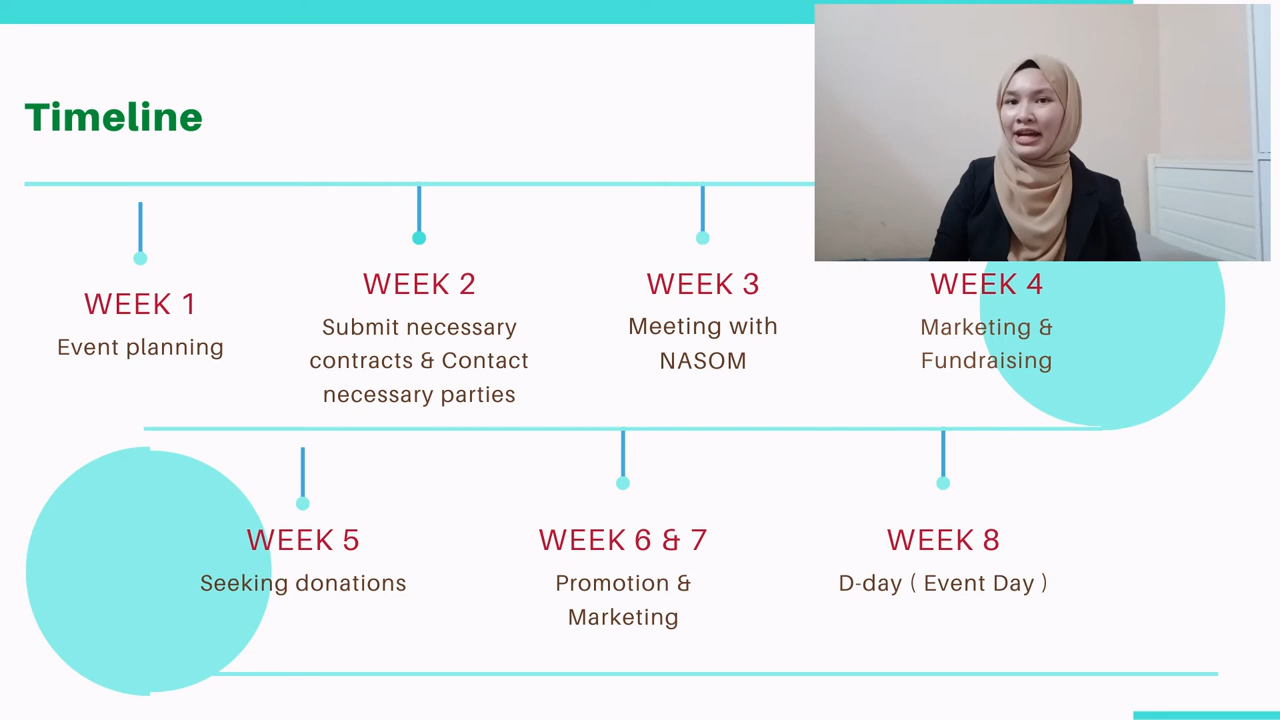 Timeline
WEEK 1
Event planning
WEEK 2
Submit necessary
contracts & Contact
necessary parties
WEEK 3
Meeting with
NASOM
WEEK 4
Marketing &
Fundraising
WEEK 5
Seeking donations
WEEK 6 & 7
Promotion &
Marketing
WEEK 8
D-day ( Event Day )